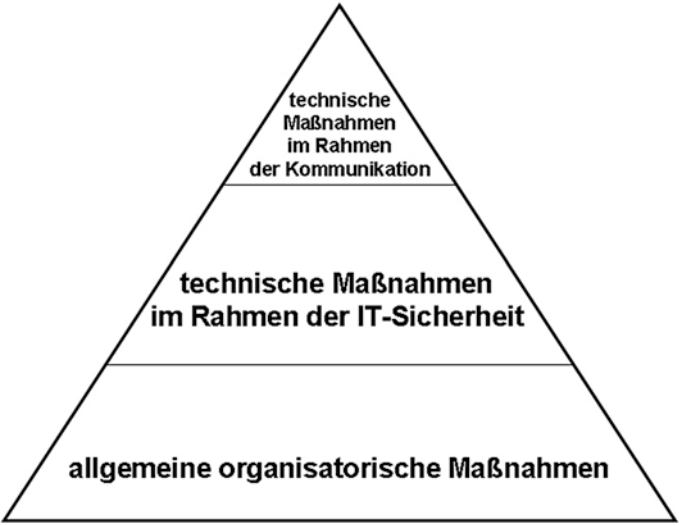 technische
Maßnahmen
im Rahmen
der Kommunikation
technische Maßnahmen
im Rahmen der IT-Sicherheit
allgemeine organisatorische Maßnahmen